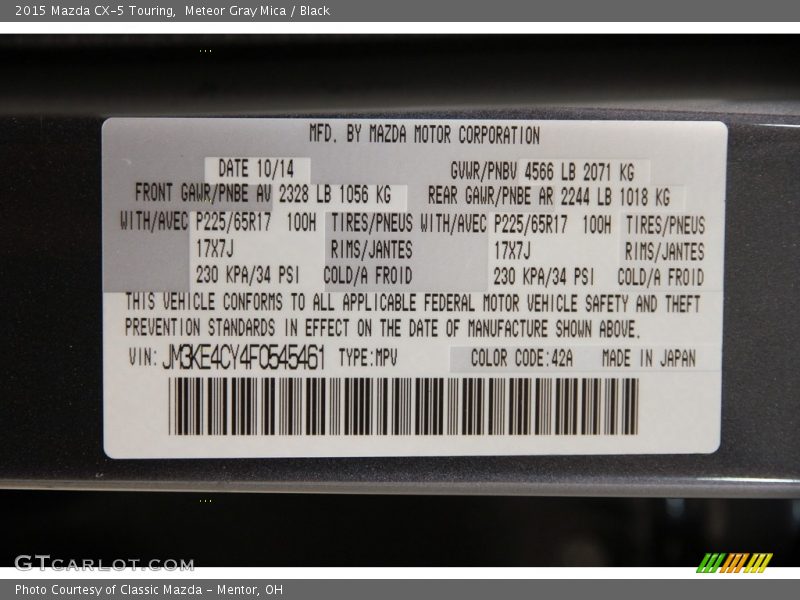 2015 Mazda CX-5 Touring, Meteor Gray Mica / Black
MFD. BY MAZDA MOTOR CORPORATION
DATE 10/14 GVWR/PNBV 4566 LB 2071 KG
FRONT GAWR/PNBE AV 2328 LB 1056 KG REAR GAWR/PNBE AR 2244 LB 1018 KG
WITH/AVEC P225/65R17 100H TIRES/PNEUS WITH/AVEC P225/65R17 100H TIRES/PNEUS
17X7J RIMS/JANTES 17X7J RIMS/JANTES
230 KPA/34 PSI COLD/A FROID 230 KPA/34 PSI COLD/A FROID
THIS VEHICLE CONFORMS TO ALL APPLICABLE FEDERAL MOTOR VEHICLE SAFETY AND THEFT
PREVENTION STANDARDS IN EFFECT ON THE DATE OF MANUFACTURE SHOWN ABOVE.
VIN: JM3KE4CY4F0545461 TYPE:MPV COLOR CODE:42A MADE IN JAPAN
GTCARLOT.COM
Photo Courtesy of Classic Mazda - Mentor, OH